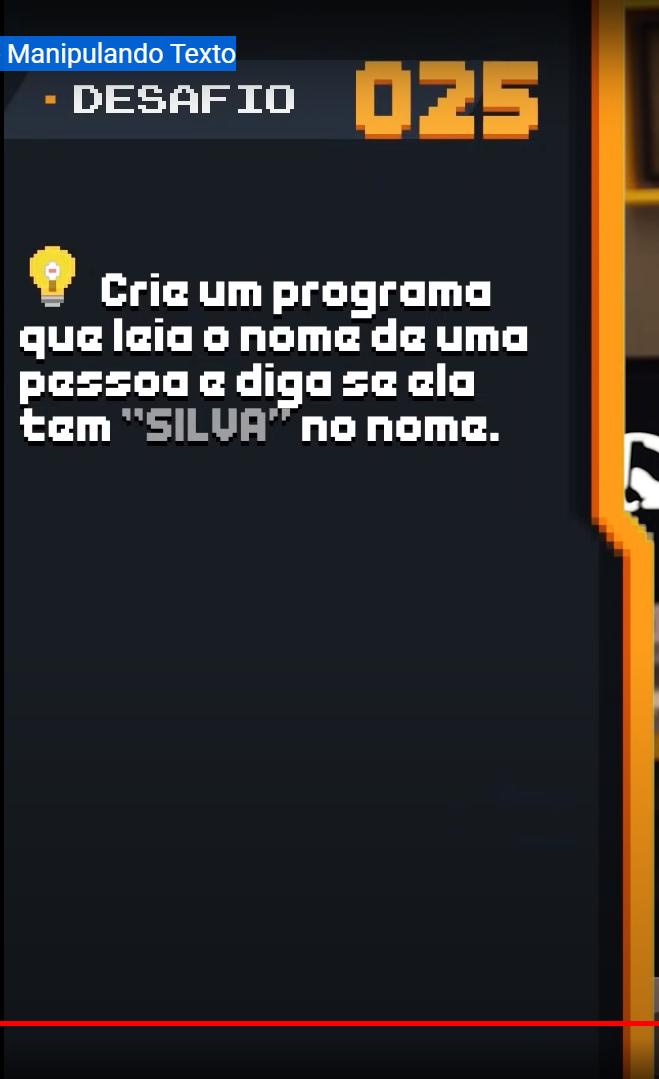 Manipulando Texto
DESAFIO 025
Crie um programa
que leia o nome de uma
pessoa e diga se ela
tem "SILVA" no nome.